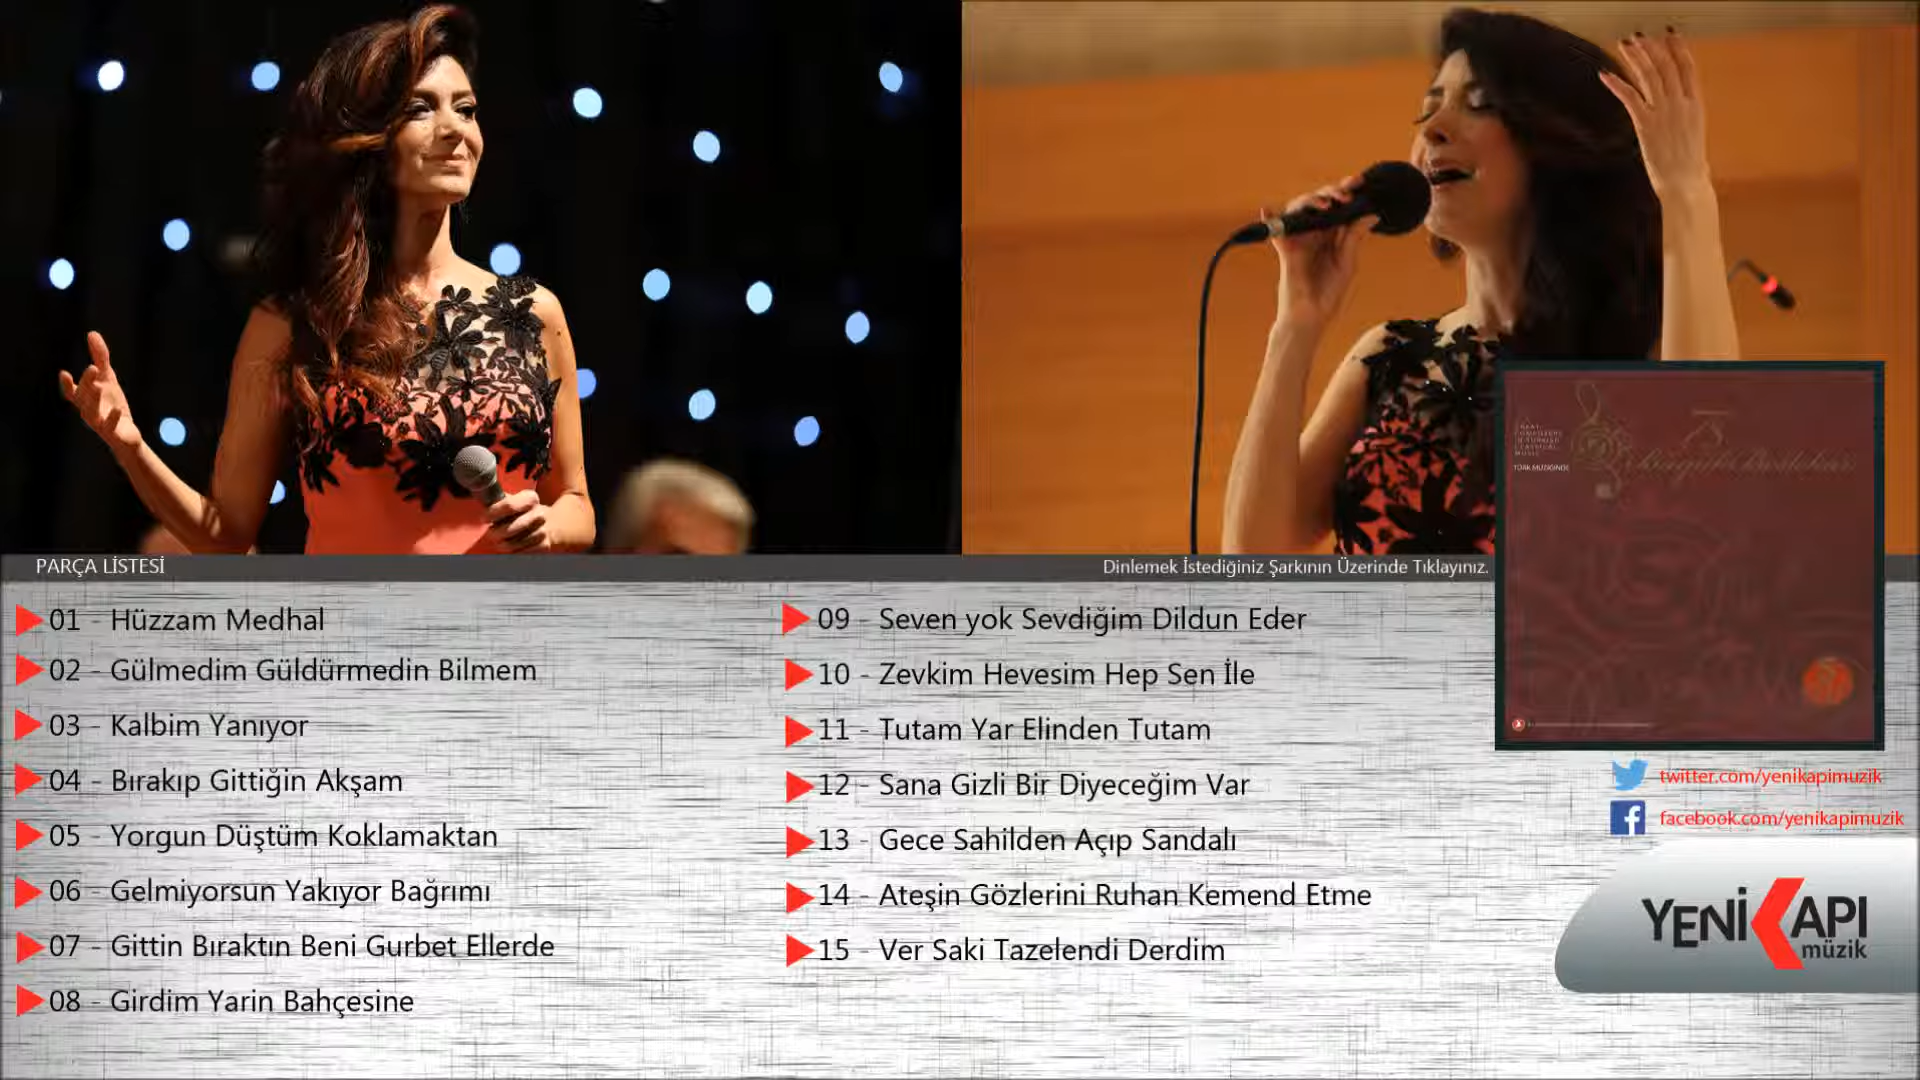 PARÇA LİSTESİ
Dinlemek İstediğiniz Şarkının Üzerinde Tıklayınız.
01 - Hüzzam Medhal
02 - Gülmedim Güldürmedin Bilmem
03 - Kalbim Yanıyor
04 - Bırakıp Gittiğin Akşam
05 - Yorgun Düştüm Koklamaktan
06 - Gelmiyorsun Yakıyor Bağrımı
07 - Gittin Bıraktın Beni Gurbet Ellerde
08 - Girdim Yarin Bahçesine
09 - Seven yok Sevdiğim Dildun Eder
10 - Zevkim Hevesim Hep Sen İle
11 - Tutam Yar Elinden Tutam
12 - Sana Gizli Bir Diyeceğim Var
13 - Gece Sahilden Açıp Sandalı
14 - Ateşin Gözlerini Ruhan Kemend Etme
15 - Ver Saki Tazelendi Derdim
TÜRK MÜZİĞİNDE
twitter.com/yenikapimuzik
facebook.com/yenikapimuzik
YENİKAPI
müzik